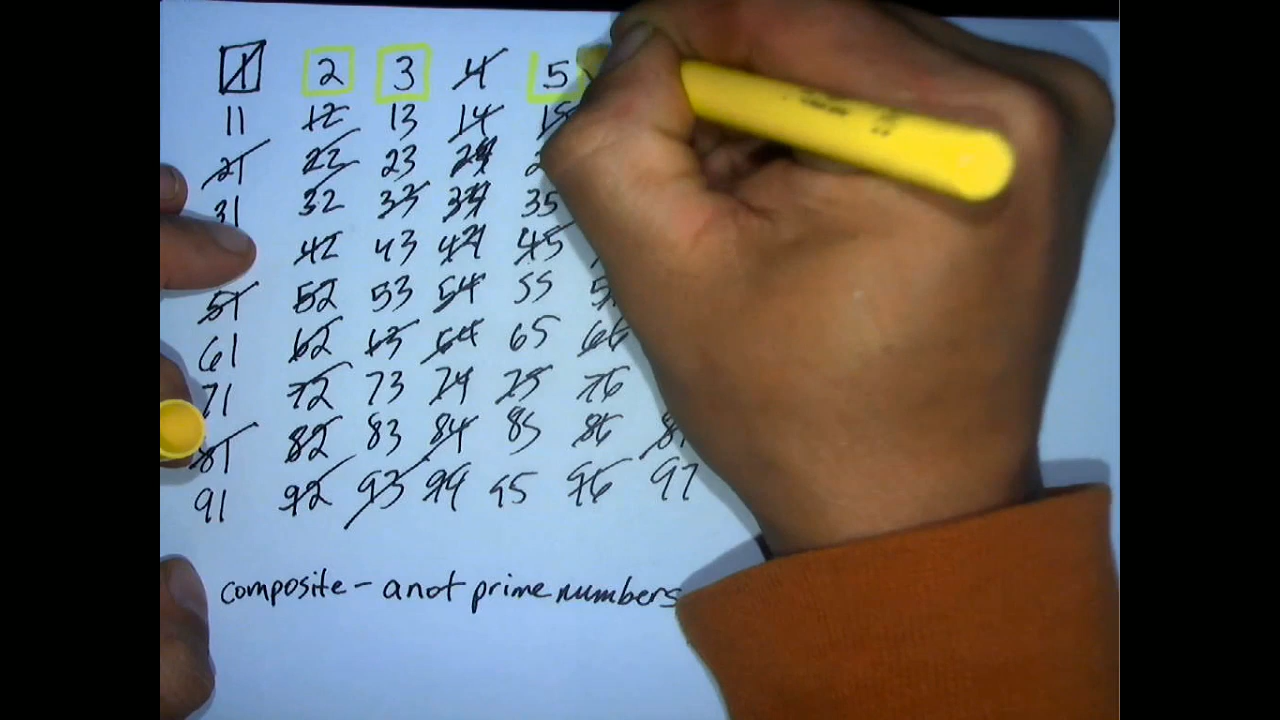 1 2 3 4 5
11 12 13 14 15
21 22 23 24
31 32 33 34 35
42 43 44 45
51 52 53 54 55
61 62 63 64 65 66
71 72 73 74 75 76
81 82 83 84 85 86
91 92 93 94 95 96 97
composite - a not prime numbers